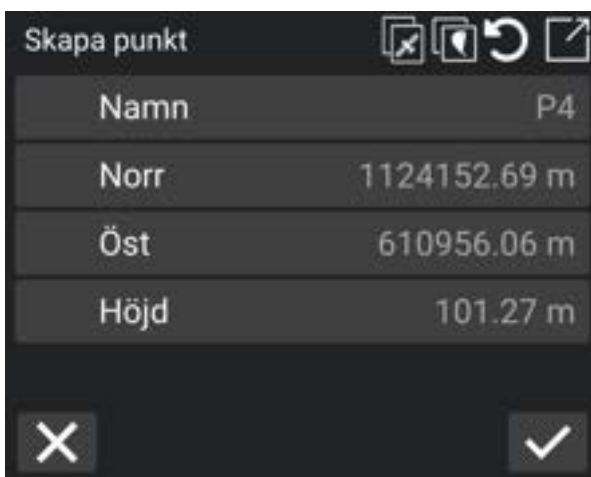 Skapa punkt
Namn P4
Norr 1124152.69 m
Öst 610956.06 m
Höjd 101.27 m